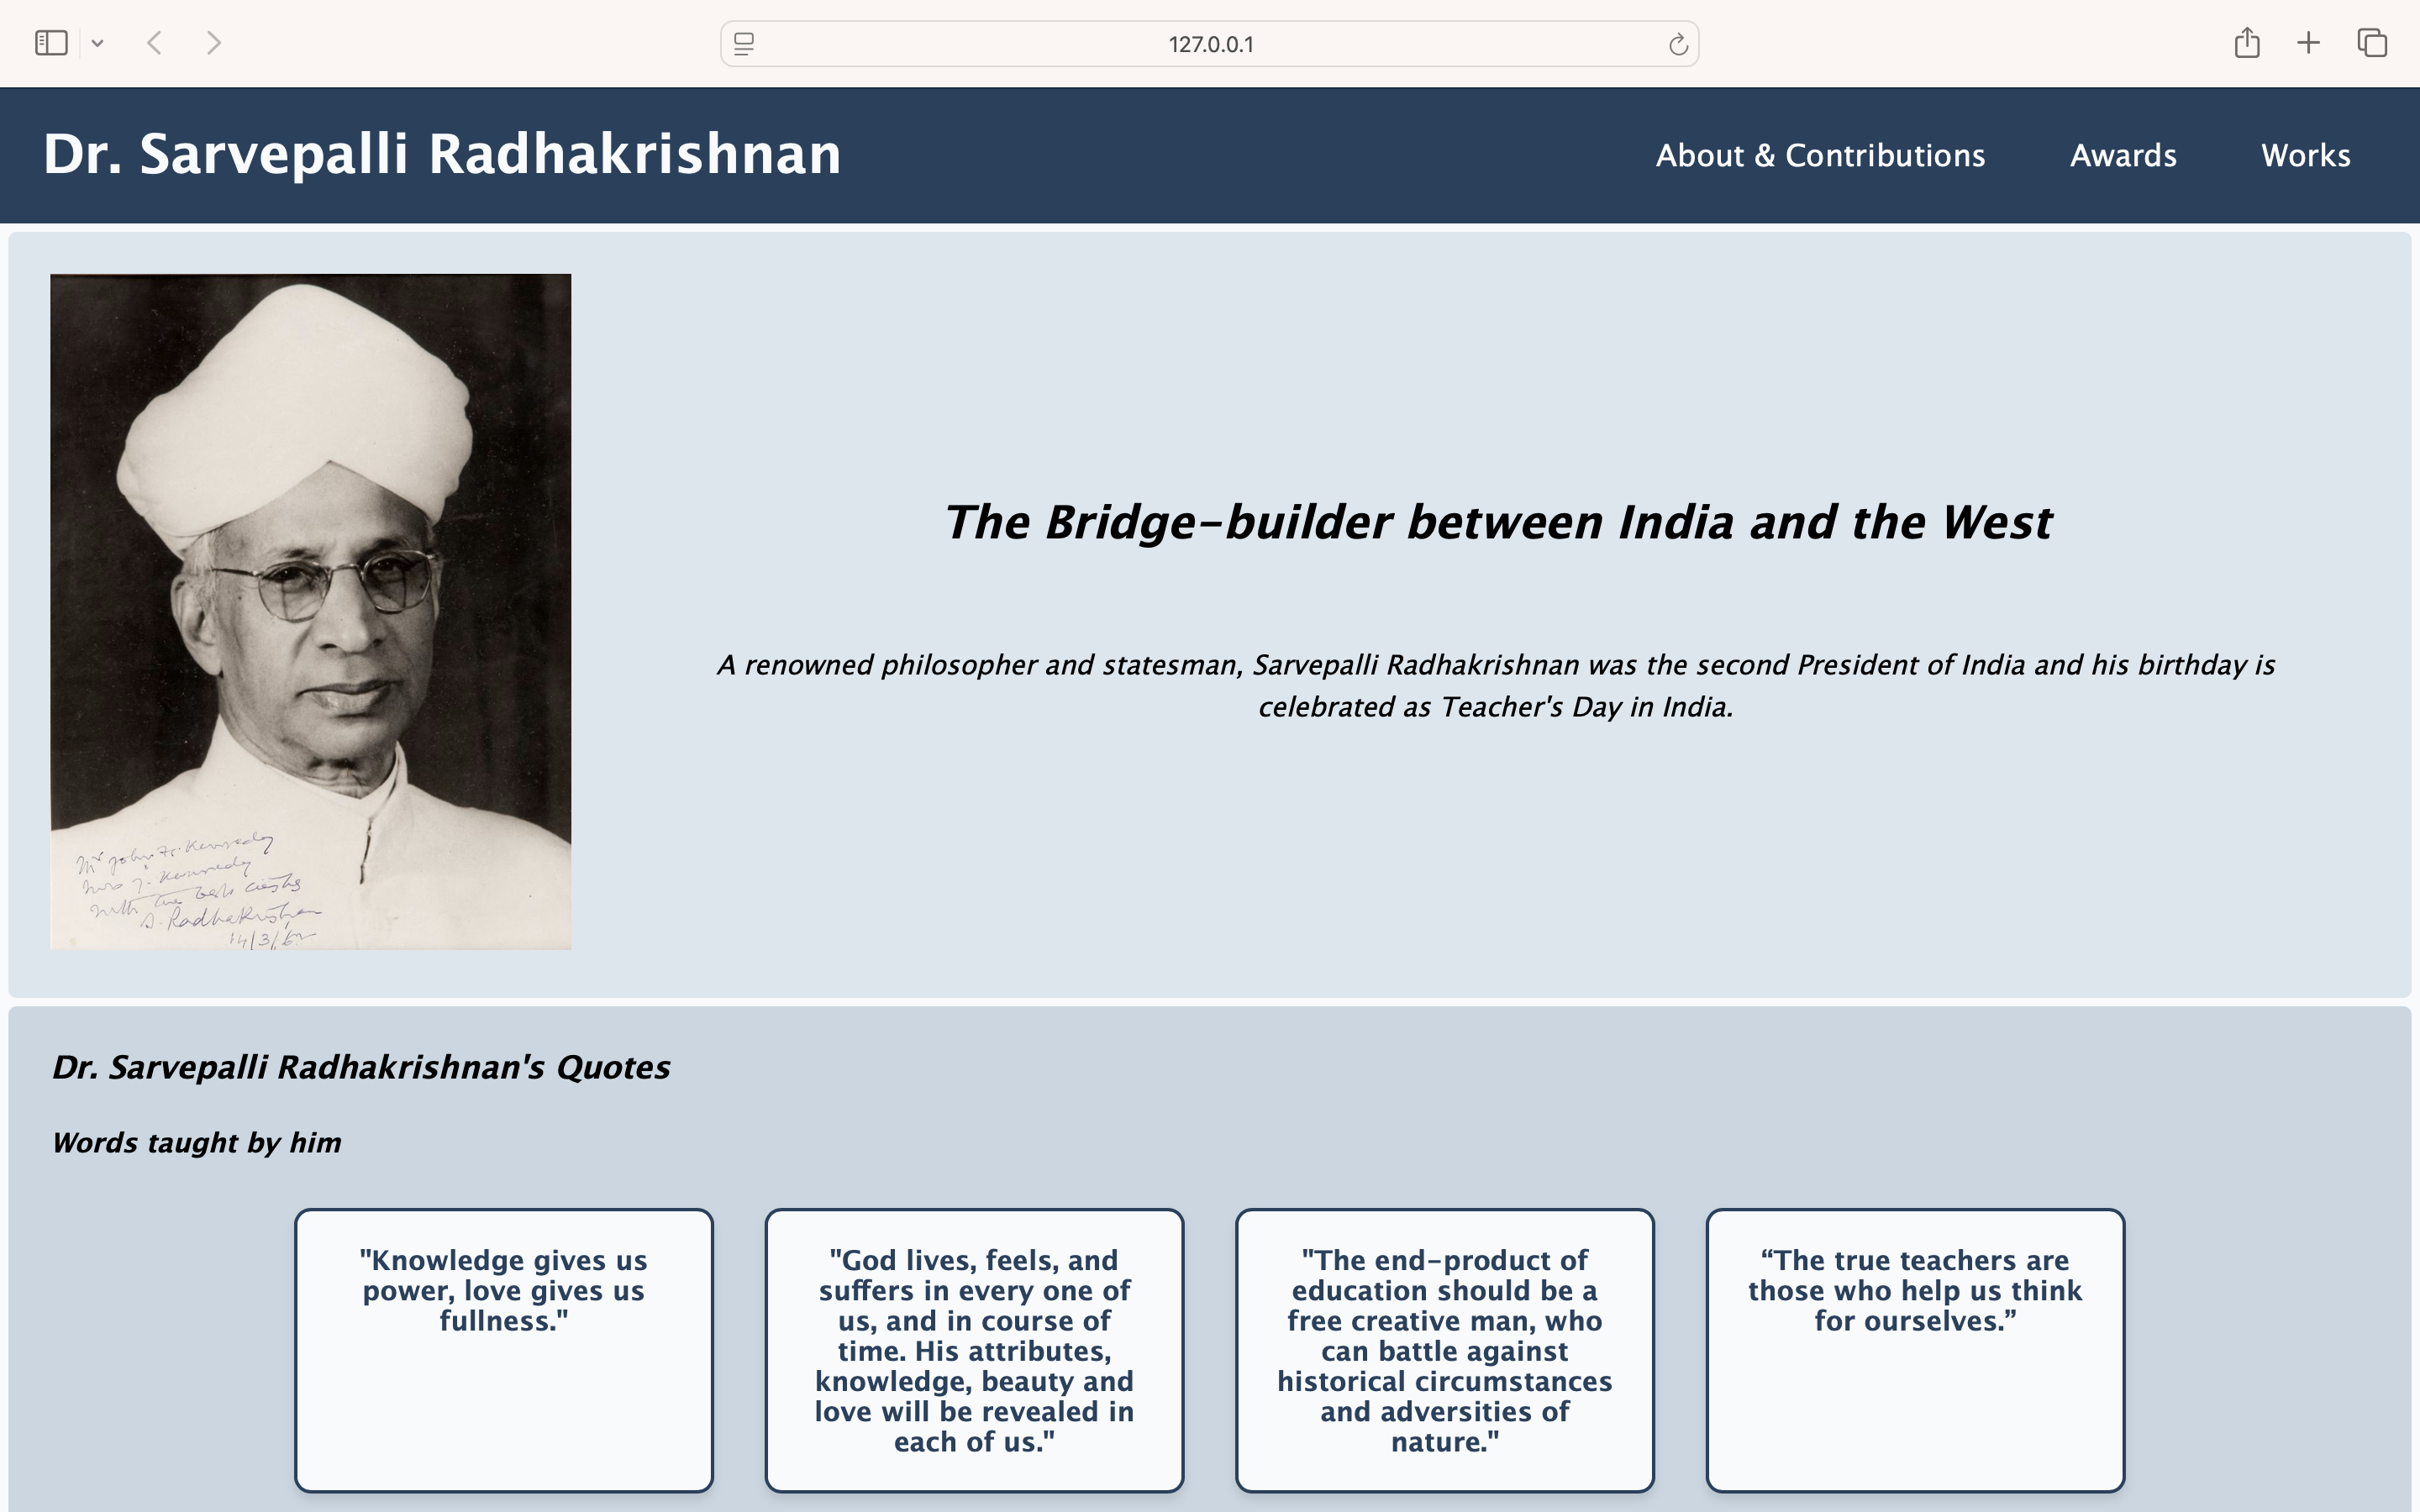 127.0.0.1
Dr. Sarvepalli Radhakrishnan
About & Contributions
Awards
Works
The Bridge-builder between India and the West
A renowned philosopher and statesman, Sarvepalli Radhakrishnan was the second President of India and his birthday is
celebrated as Teacher's Day in India.
Mr John F. Kennedy
Mrs J. Kennedy
with the best wishes
S. Radhakrishnan
14/3/62
Dr. Sarvepalli Radhakrishnan's Quotes
Words taught by him
"Knowledge gives us
power, love gives us
fullness."
"God lives, feels, and
suffers in every one of
us, and in course of
time. His attributes,
knowledge, beauty and
love will be revealed in
each of us."
"The end-product of
education should be a
free creative man, who
can battle against
historical circumstances
and adversities of
nature."
“The true teachers are
those who help us think
for ourselves.”